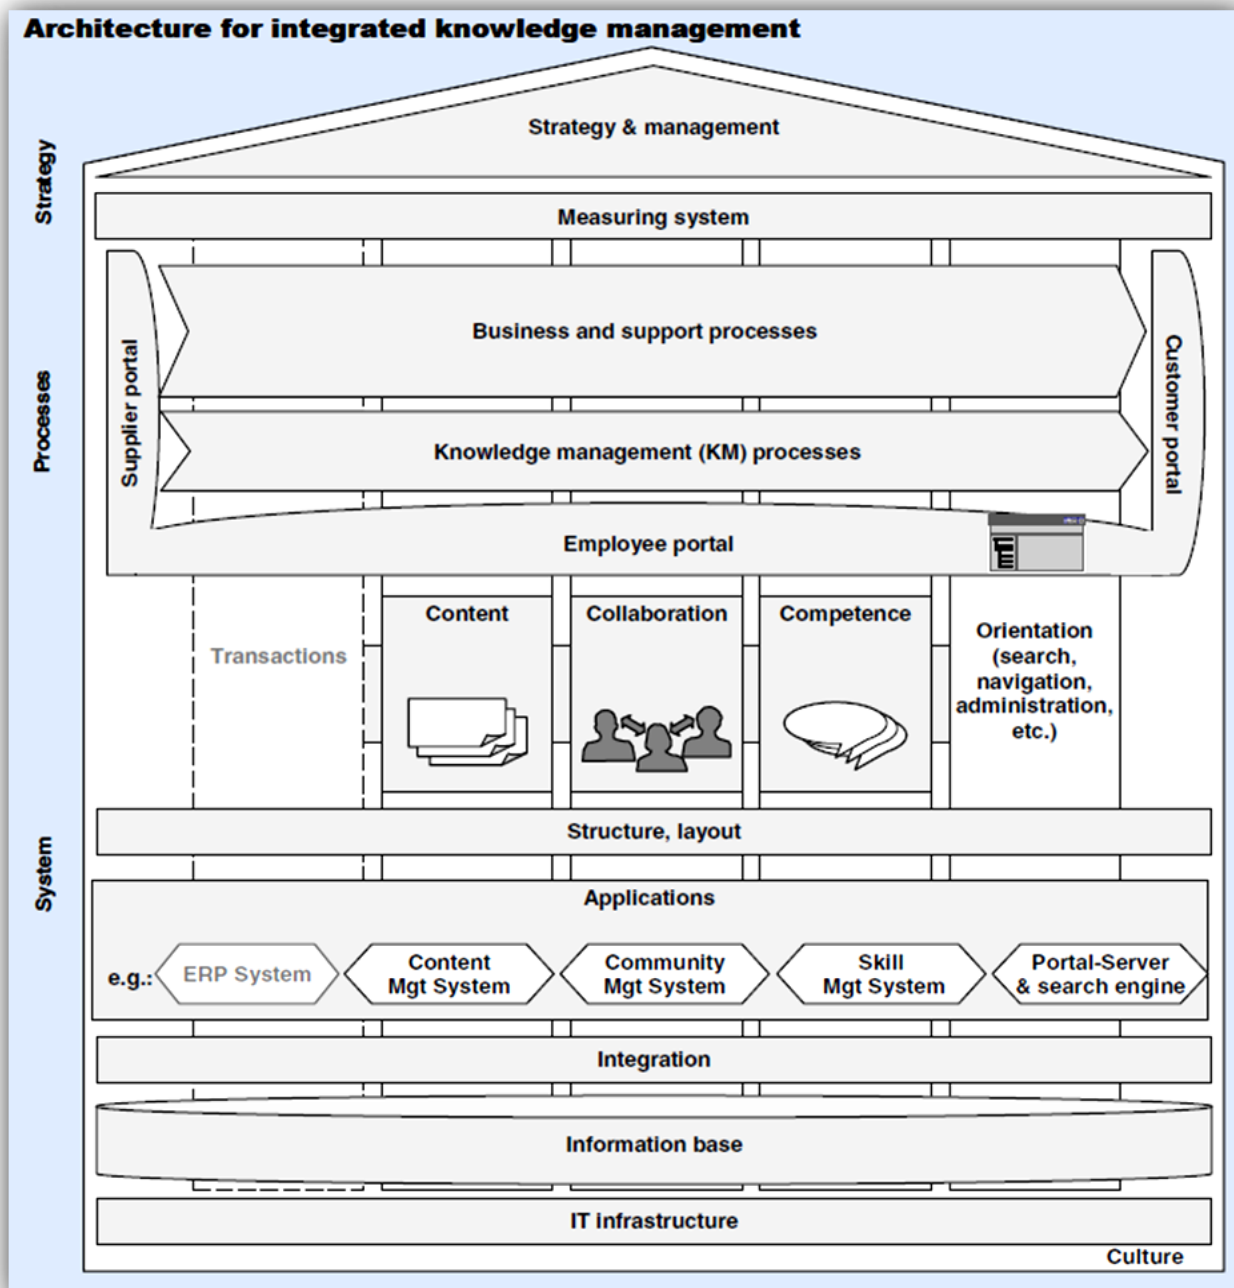 Architecture for integrated knowledge management
Strategy
Strategy & management
Measuring system
Processes
Supplier portal
Business and support processes
Customer portal
Knowledge management (KM) processes
Employee portal
System
Transactions
Content
Collaboration
Competence
Orientation
(search,
navigation,
administration,
etc.)
Structure, layout
Applications
e.g.:
ERP System
Content
Mgt System
Community
Mgt System
Skill
Mgt System
Portal-Server
& search engine
Integration
Information base
IT infrastructure
Culture